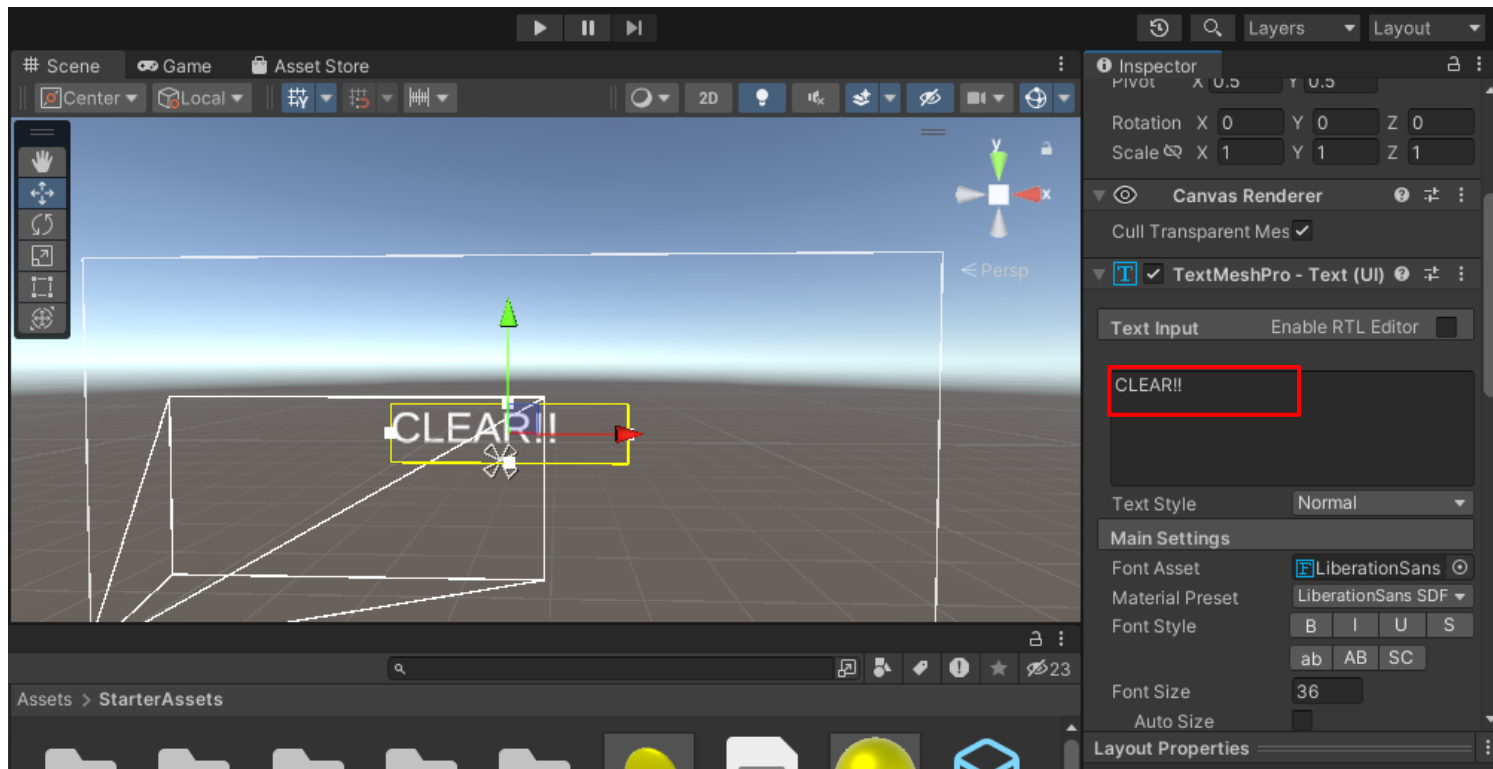 Layers
Layout
Scene
Game
Asset Store
Inspector
Center
Local
2D
Pivot X 0.5 Y 0.5
Rotation X 0 Y 0 Z 0
Scale X 1 Y 1 Z 1
y
x
Persp
Canvas Renderer
Cull Transparent Mes
TextMeshPro - Text (UI)
Text Input Enable RTL Editor
CLEAR!!
CLEAR!!
Text Style Normal
Main Settings
Font Asset LiberationSans
Material Preset LiberationSans SDF
Font Style B I U S
ab AB SC
Font Size 36
Auto Size
Layout Properties
23
Assets > StarterAssets